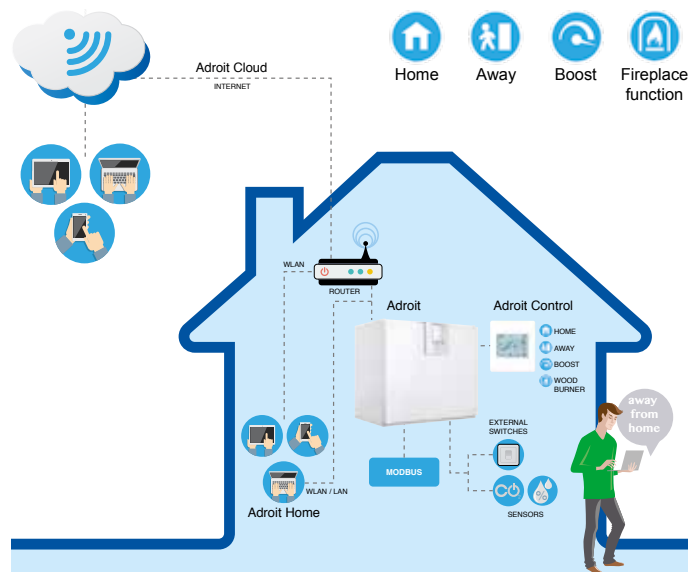 Adroit Cloud
INTERNET
Home
Away
Boost
Fireplace
function
WLAN
ROUTER
Adroit
Adroit Control
HOME
AWAY
BOOST
WOOD
BURNER
away
from
home
EXTERNAL
SWITCHES
MODBUS
%
SENSORS
WLAN / LAN
Adroit Home